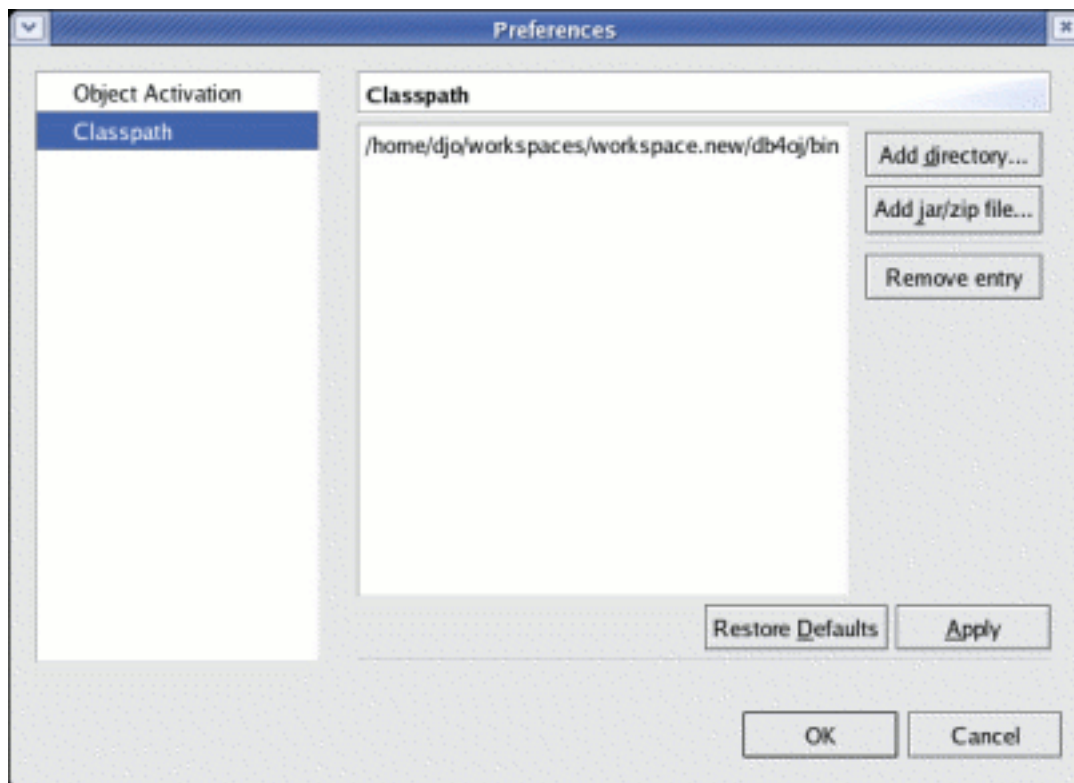 Preferences
Object Activation
Classpath
Classpath
/home/djo/workspaces/workspace.new/db4oj/bin
Add directory...
Add jar/zip file...
Remove entry
Restore Defaults
Apply
OK
Cancel